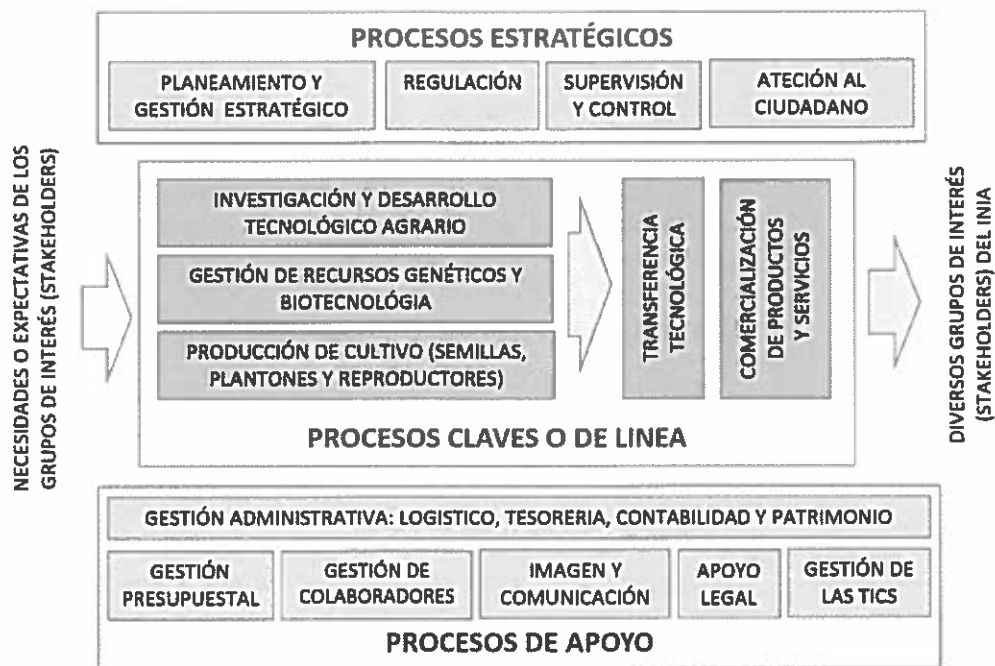 PROCESOS ESTRATÉGICOS
PLANEAMIENTO Y
GESTIÓN ESTRATÉGICO
REGULACIÓN
SUPERVISIÓN
Y CONTROL
ATECIÓN AL
CIUDADANO
NECESIDADES O EXPECTATIVAS DE LOS
GRUPOS DE INTERÉS (STAKEHOLDERS)
INVESTIGACIÓN Y DESARROLLO
TECNOLÓGICO AGRARIO
GESTIÓN DE RECURSOS GENÉTICOS Y
BIOTECNOLÓGIA
PRODUCCIÓN DE CULTIVO (SEMILLAS,
PLANTONES Y REPRODUCTORES)
TRANSFERENCIA
TECNOLÓGICA
COMERCIALIZACIÓN
DE PRODUCTOS
Y SERVICIOS
PROCESOS CLAVES O DE LINEA
DIVERSOS GRUPOS DE INTERÉS
(STAKEHOLDERS) DEL INIA
GESTIÓN ADMINISTRATIVA: LOGISTICO, TESORERIA, CONTABILIDAD Y PATRIMONIO
GESTIÓN
PRESUPUESTAL
GESTIÓN DE
COLABORADORES
IMAGEN Y
COMUNICACIÓN
APOYO
LEGAL
GESTIÓN DE
LAS TICS
PROCESOS DE APOYO